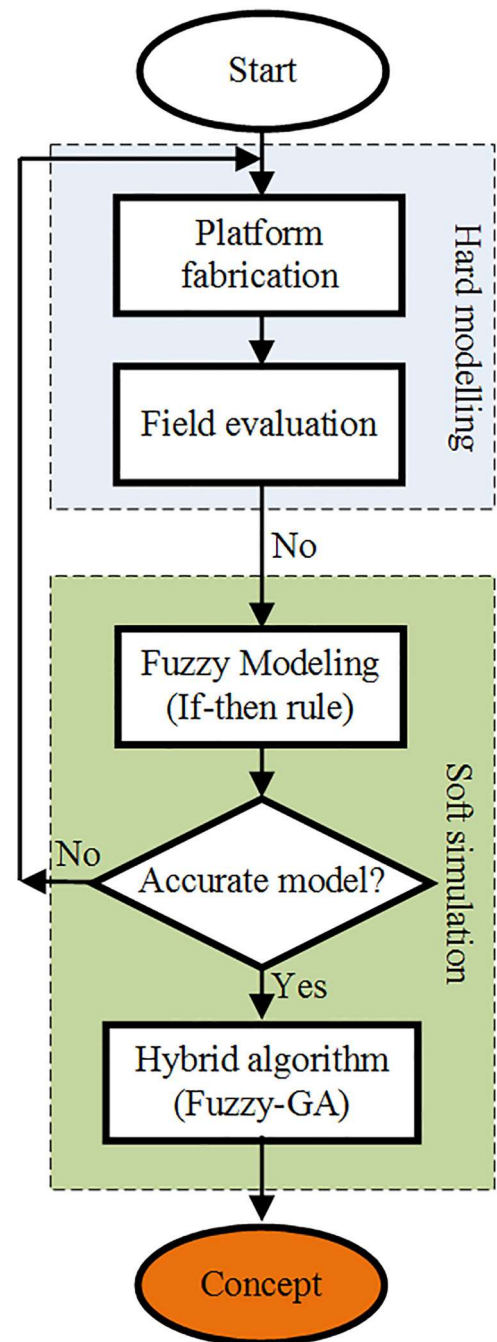 Start
Platform
fabrication
Hard modelling
Field evaluation
No
Fuzzy Modeling
(If-then rule)
Soft simulation
No
Accurate model?
Yes
Hybrid algorithm
(Fuzzy-GA)
Concept